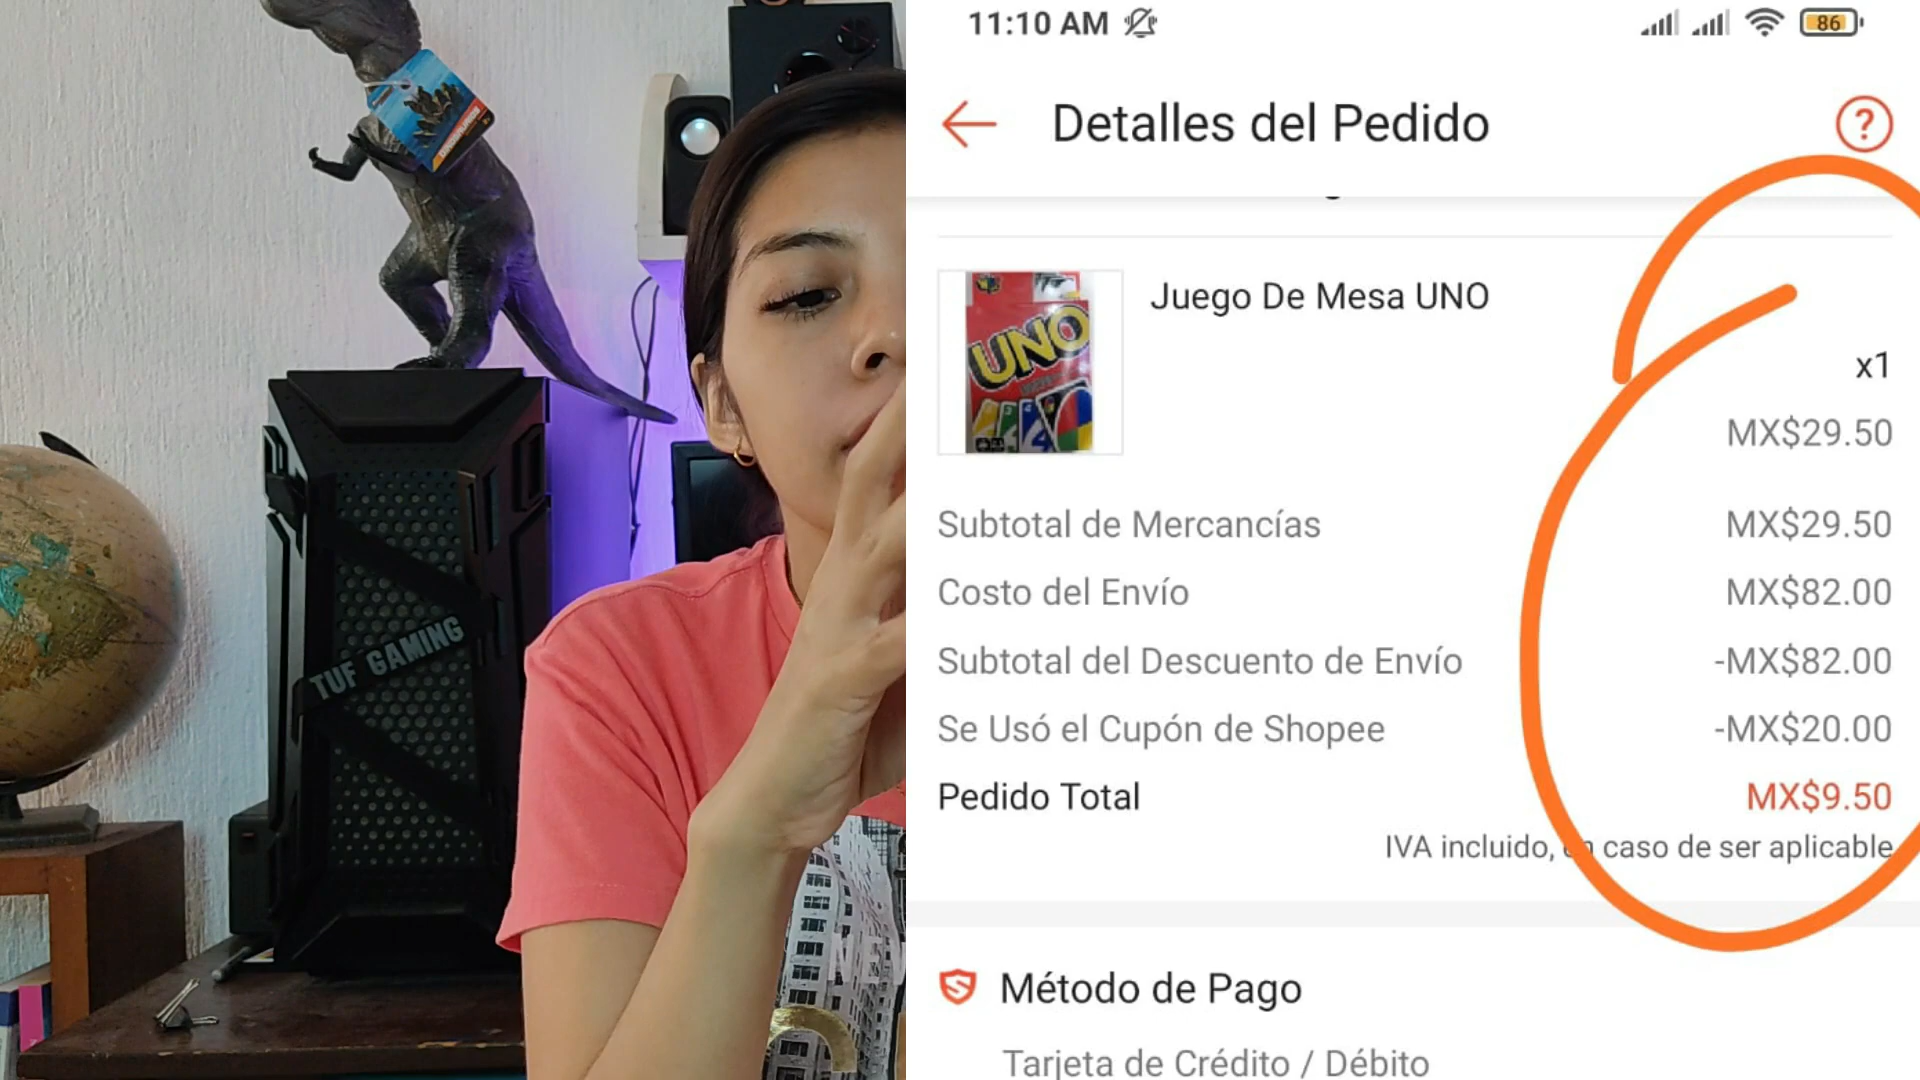 TUF GAMING
11:10 AM
86
Detalles del Pedido
?
UNO
Juego De Mesa UNO
x1
MX$29.50
Subtotal de Mercancías MX$29.50
Costo del Envío MX$82.00
Subtotal del Descuento de Envío -MX$82.00
Se Usó el Cupón de Shopee -MX$20.00
Pedido Total MX$9.50
IVA incluido, en caso de ser aplicable
Método de Pago
Tarjeta de Crédito / Débito